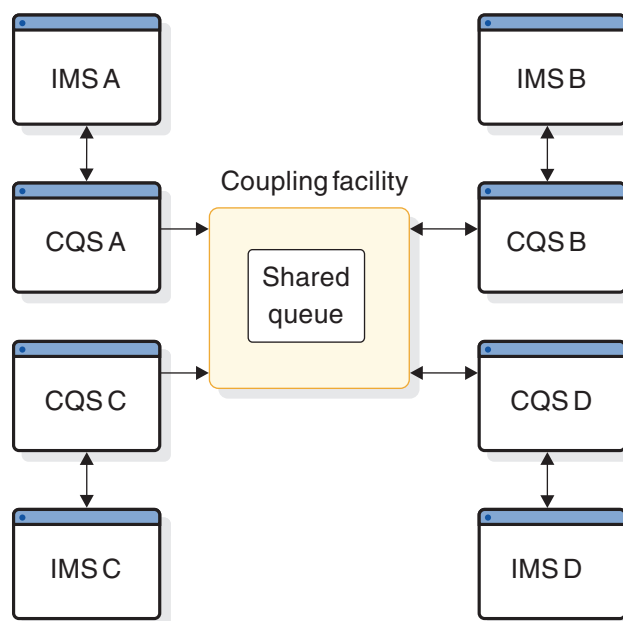 IMS A
IMS B
Coupling facility
CQS A
CQS B
Shared
queue
CQS C
CQS D
IMS C
IMS D